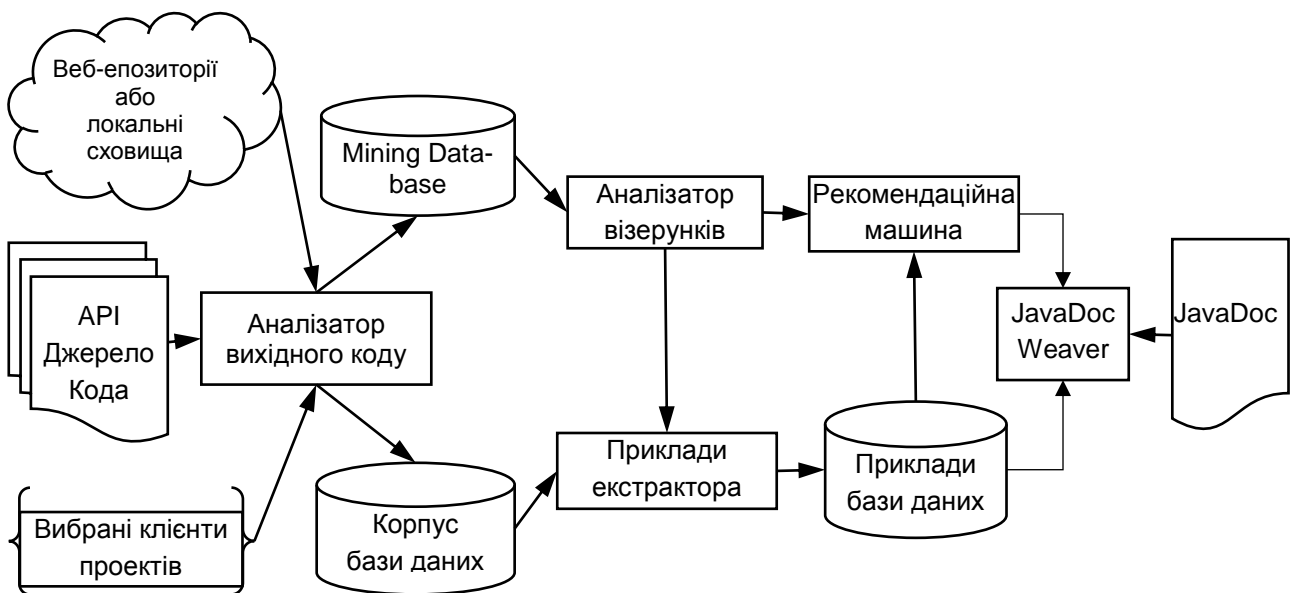 Веб-епозиторії
або
локальні
сховища
Mining Data-
base
Аналізатор
візерунків
Рекомендаційна
машина
API
Джерело
Кода
Аналізатор
вихідного коду
JavaDoc
Weaver
JavaDoc
Вибрані клієнти
проектів
Корпус
бази даних
Приклади
екстрактора
Приклади
бази даних